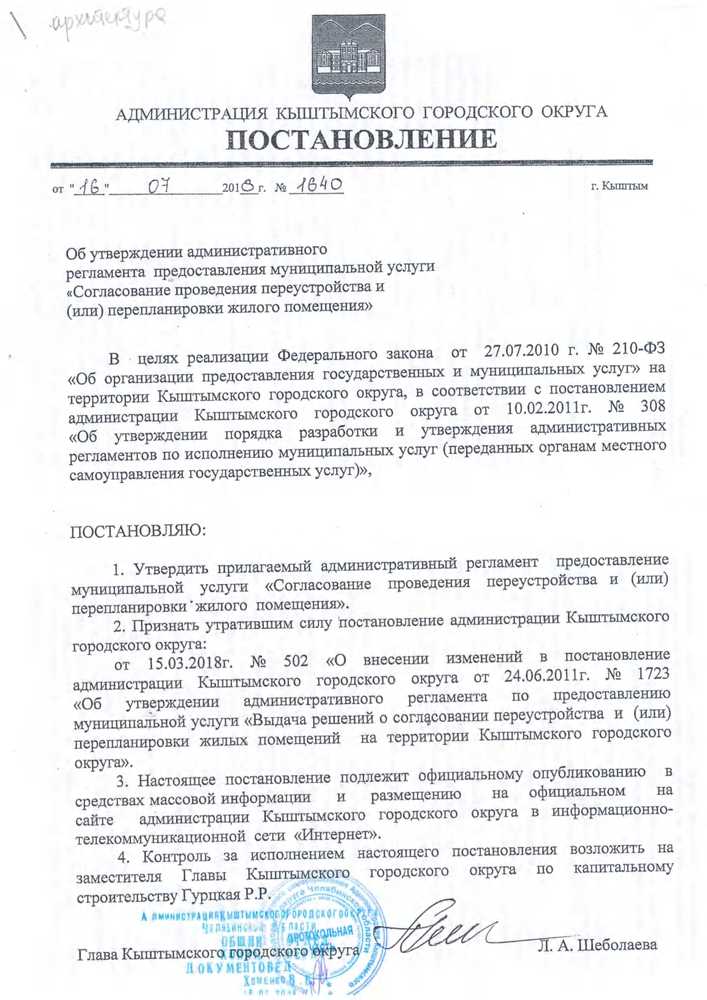 архитектура
АДМИНИСТРАЦИЯ КЫШТЫМСКОГО ГОРОДСКОГО ОКРУГА
ПОСТАНОВЛЕНИЕ
от "16" 07 2018 г. № 1640 г. Кыштым
Об утверждении административного
регламента предоставления муниципальной услуги
«Согласование проведения переустройства и
(или) перепланировки жилого помещения»
В целях реализации Федерального закона от 27.07.2010 г. № 210-ФЗ
«Об организации предоставления государственных и муниципальных услуг» на
территории Кыштымского городского округа, в соответствии с постановлением
администрации Кыштымского городского округа от 10.02.2011г. № 308
«Об утверждении порядка разработки и утверждения административных
регламентов по исполнению муниципальных услуг (переданных органам местного
самоуправления государственных услуг)»,
ПОСТАНОВЛЯЮ:
1. Утвердить прилагаемый административный регламент предоставление
муниципальной услуги «Согласование проведения переустройства и (или)
перепланировки жилого помещения».
2. Признать утратившим силу постановление администрации Кыштымского
городского округа:
от 15.03.2018г. № 502 «О внесении изменений в постановление
администрации Кыштымского городского округа от 24.06.2011г. № 1723
«Об утверждении административного регламента по предоставлению
муниципальной услуги «Выдача решений о согласовании переустройства и (или)
перепланировки жилых помещений на территории Кыштымского городского
округа».
3. Настоящее постановление подлежит официальному опубликованию в
средствах массовой информации и размещению на официальном на
сайте администрации Кыштымского городского округа в информационно-
телекоммуникационной сети «Интернет».
4. Контроль за исполнением настоящего постановления возложить на
заместителя Главы Кыштымского городского округа по капитальному
строительству Гурцкая Р.Р.
АДМИНИСТРАЦИЯ КЫШТЫМСКОГО ГОРОДСКОГО ОКРУГА
ЧЕЛЯБИНСКОЙ ОБЛАСТИ
ОБЩИЙ ОТДЕЛ
ПРОТОКОЛЬНАЯ
Глава Кыштымского городского округа Л. А. Шеболаева
ДОКУМЕНТОВЕД
ХОМЕНКО В.